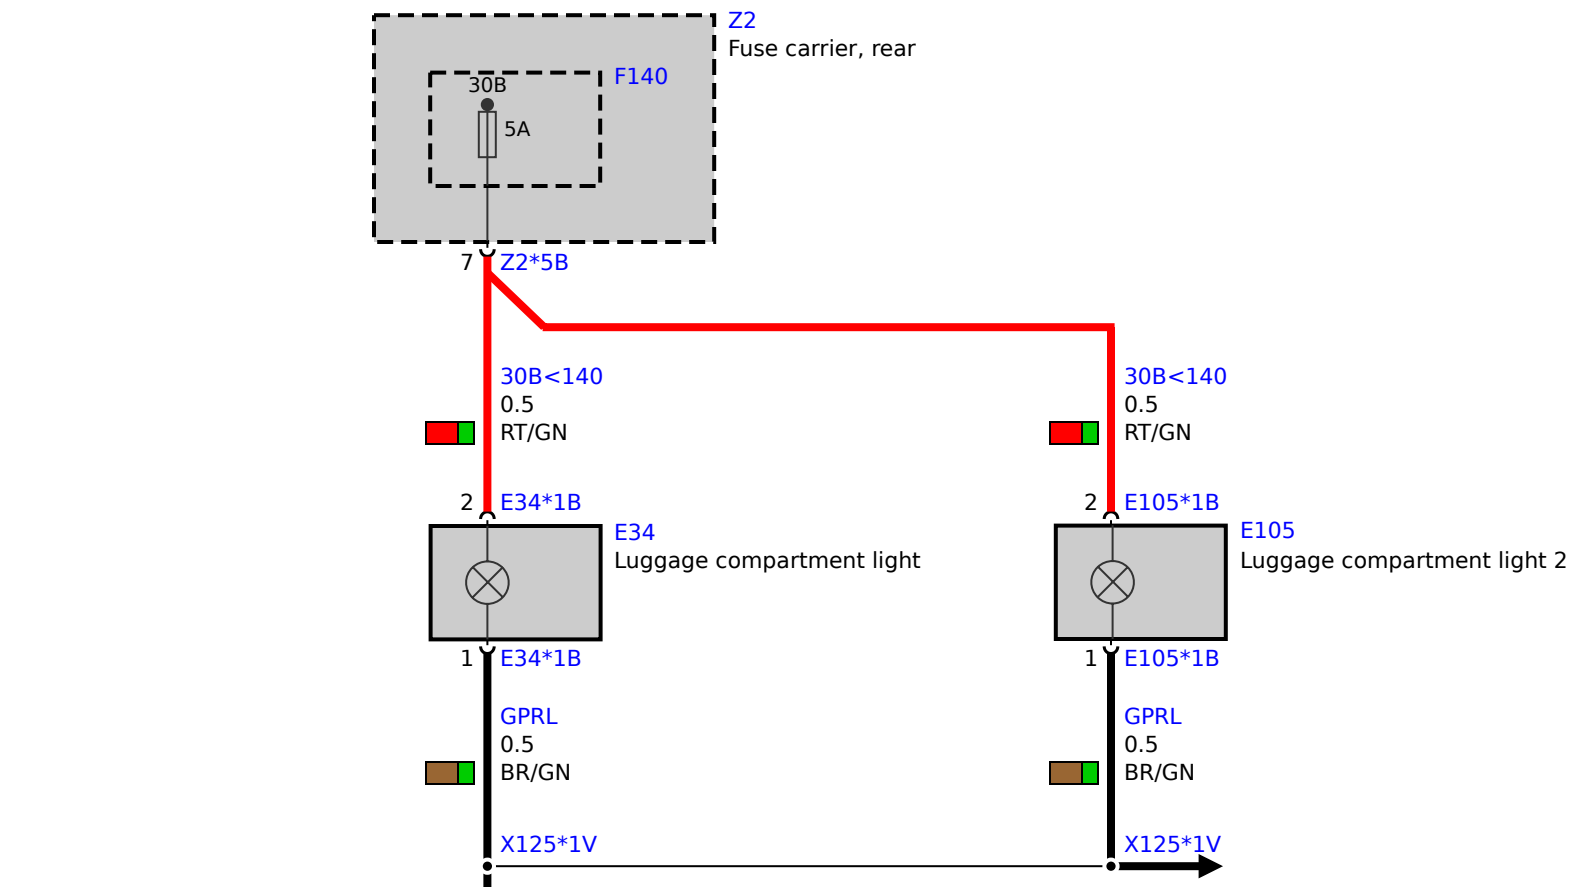 Z2
Fuse carrier, rear
F140
30B
5A
7 Z2*5B
30B<140
0.5
RT/GN
30B<140
0.5
RT/GN
2 E34*1B
2 E105*1B
E34
Luggage compartment light
E105
Luggage compartment light 2
1 E34*1B
1 E105*1B
GPRL
0.5
BR/GN
GPRL
0.5
BR/GN
X125*1V
X125*1V